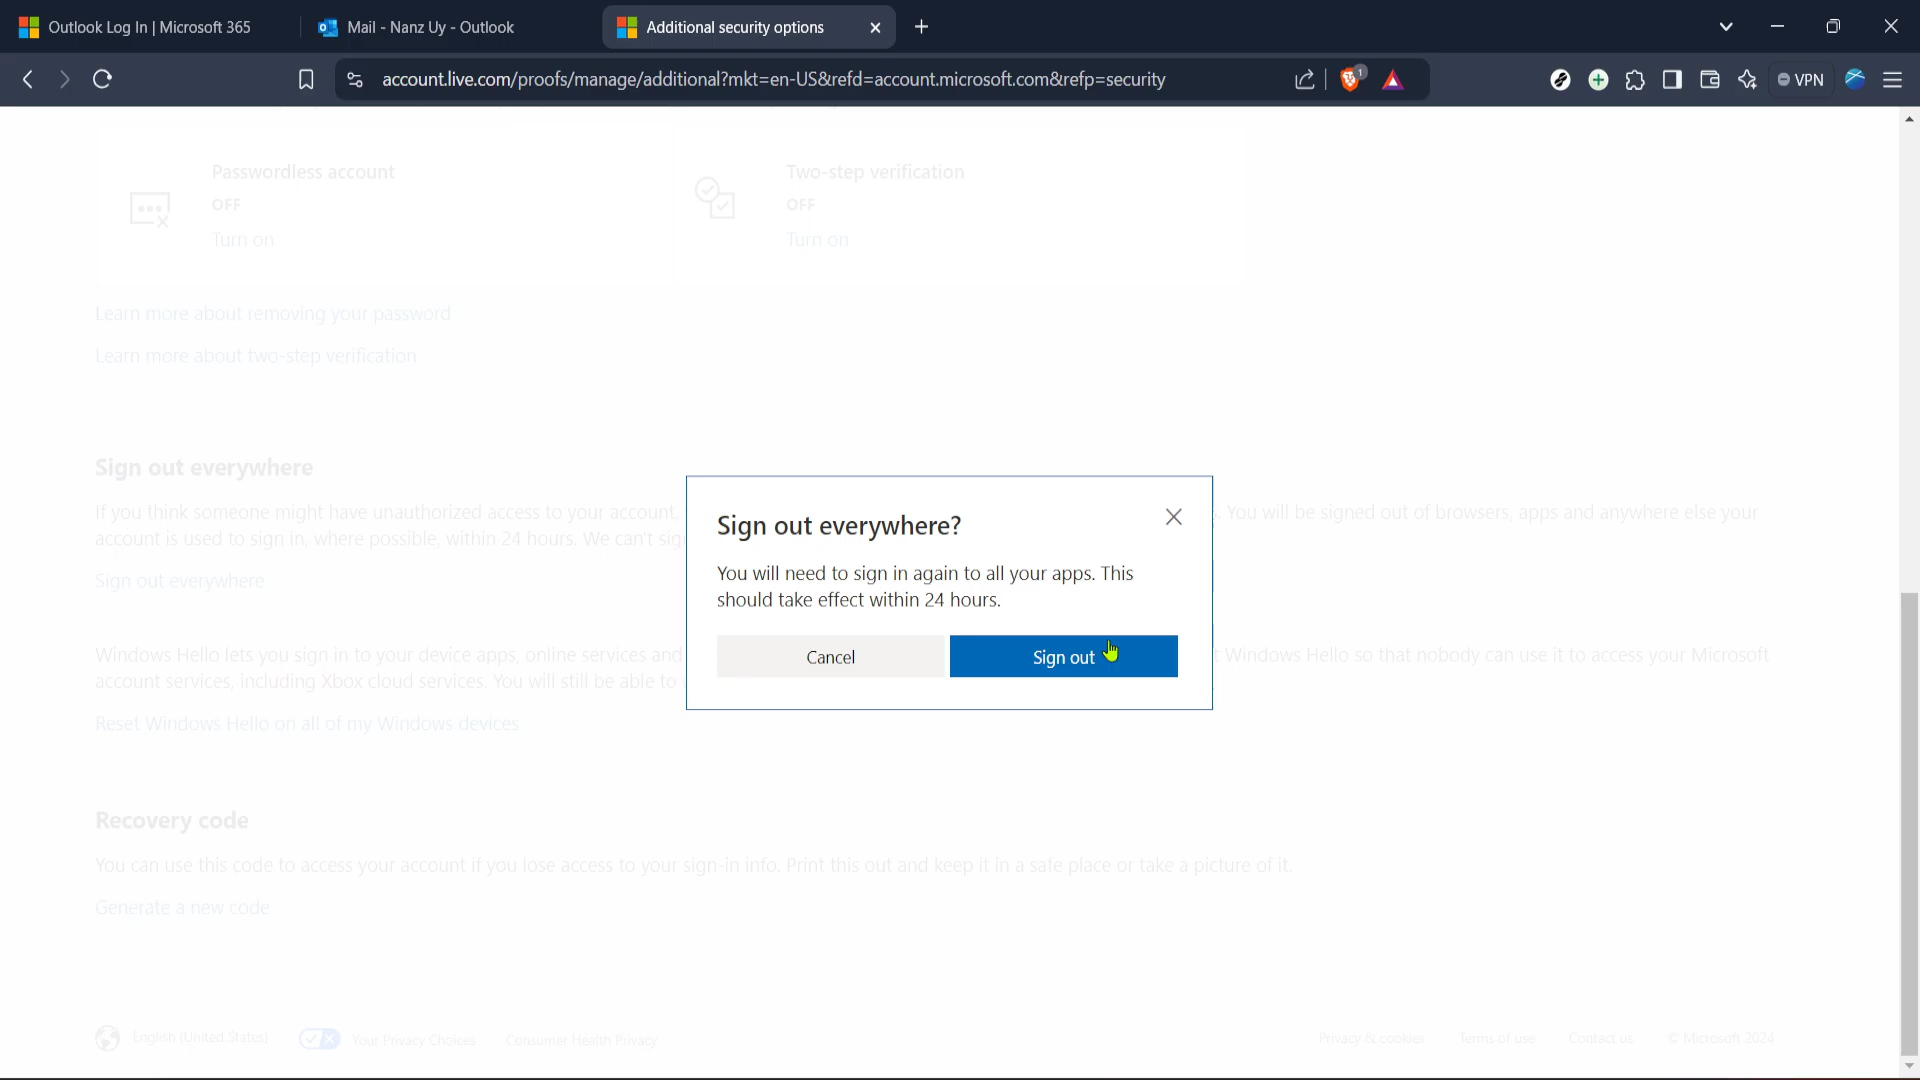 Outlook Log In | Microsoft 365
Mail - Nanz Uy - Outlook
Additional security options
account.live.com/proofs/manage/additional?mkt=en-US&refd=account.microsoft.com&refp=security
1
VPN
Passwordless account
OFF
Turn on
Two-step verification
OFF
Turn on
Learn more about removing your password
Learn more about two-step verification
Sign out everywhere
If you think someone might have unauthorized access to your account
. You will be signed out of browsers, apps and anywhere else your
account is used to sign in, where possible, within 24 hours. We can't
Sign out everywhere
Sign out everywhere?
You will need to sign in again to all your apps. This
should take effect within 24 hours.
Cancel
Sign out
Windows Hello lets you sign in to your device apps, online services and
Windows Hello so that nobody can use it to access your Microsoft
account services, including Xbox cloud services. You will still be able to
Reset Windows Hello on all of my Windows devices
Recovery code
You can use this code to access your account if you lose access to your sign-in info. Print this out and keep it in a safe place or take a picture of it.
Generate a new code
English (United States)
Your Privacy Choices
Consumer Health Privacy
Privacy & cookies
Terms of use
Contact us
© Microsoft 2024